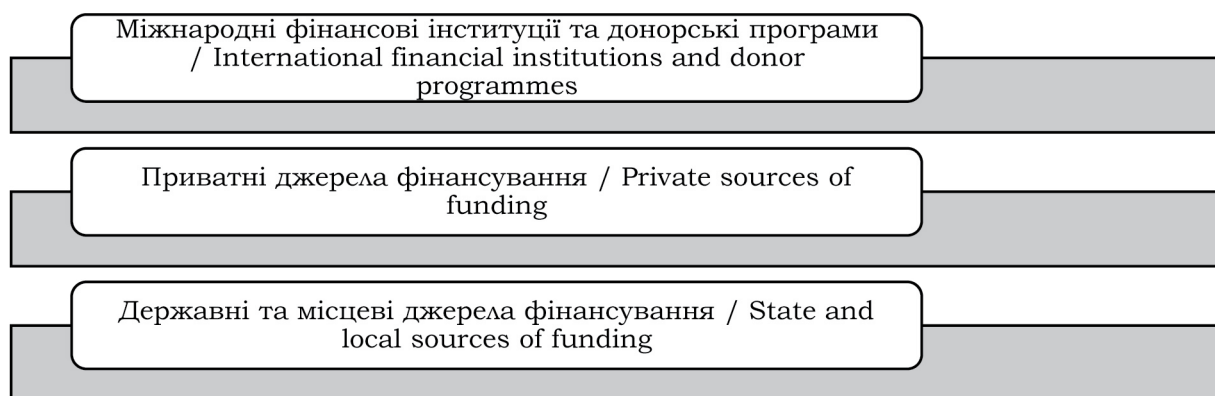 Міжнародні фінансові інституції та донорські програми
/ International financial institutions and donor
programmes
Приватні джерела фінансування / Private sources of
funding
Державні та місцеві джерела фінансування / State and
local sources of funding